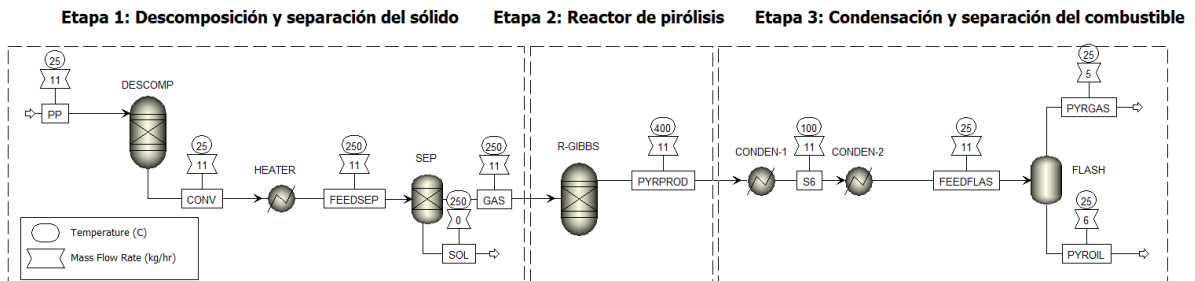 Etapa 1: Descomposición y separación del sólido
Etapa 2: Reactor de pirólisis
Etapa 3: Condensación y separación del combustible
25
11
PP
DESCOMP
25
11
CONV
HEATER
250
11
FEEDSEP
SEP
250
0
SOL
250
11
GAS
R-GIBBS
400
11
PYRPROD
CONDEN-1
100
11
S6
CONDEN-2
25
11
FEEDFLAS
FLASH
25
5
PYRGAS
25
6
PYROIL
Temperature (C)
Mass Flow Rate (kg/hr)